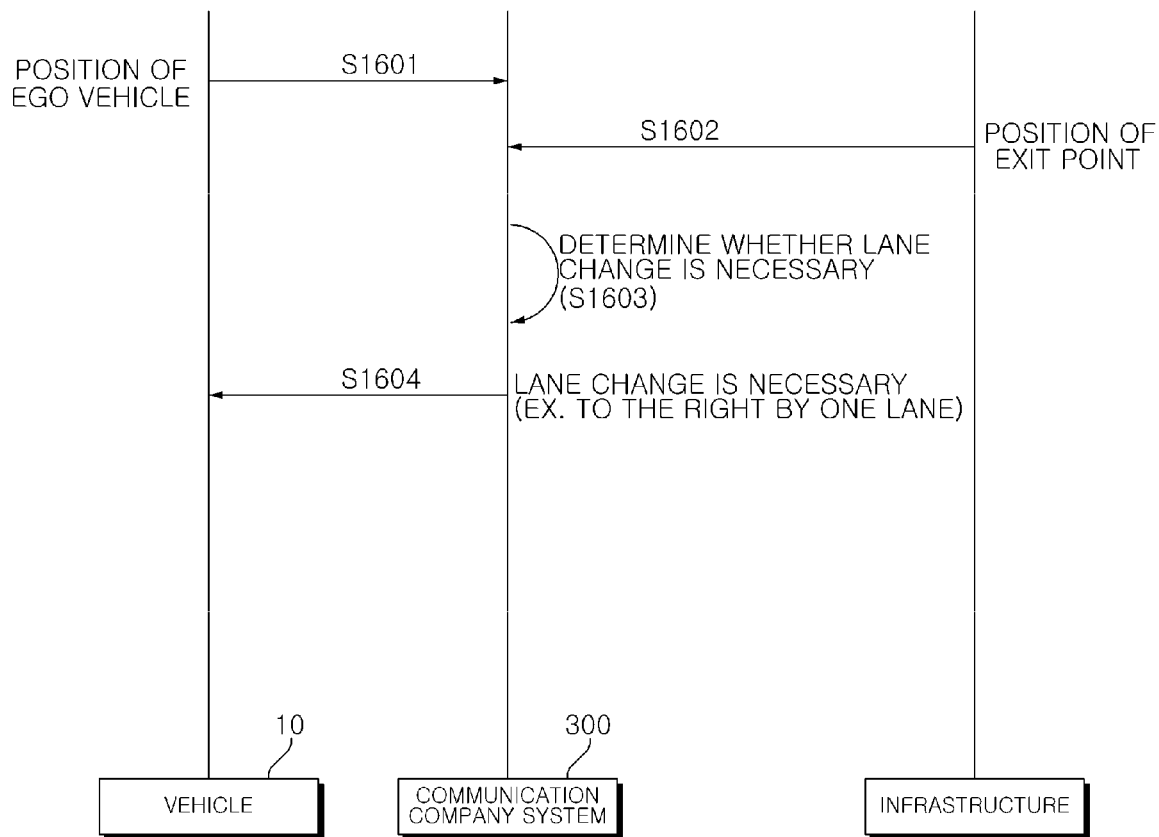 POSITION OF
EGO VEHICLE
S1601
S1602
POSITION OF
EXIT POINT
DETERMINE WHETHER LANE
CHANGE IS NECESSARY
(S1603)
S1604
LANE CHANGE IS NECESSARY
(EX. TO THE RIGHT BY ONE LANE)
10
300
VEHICLE
COMMUNICATION
COMPANY SYSTEM
INFRASTRUCTURE